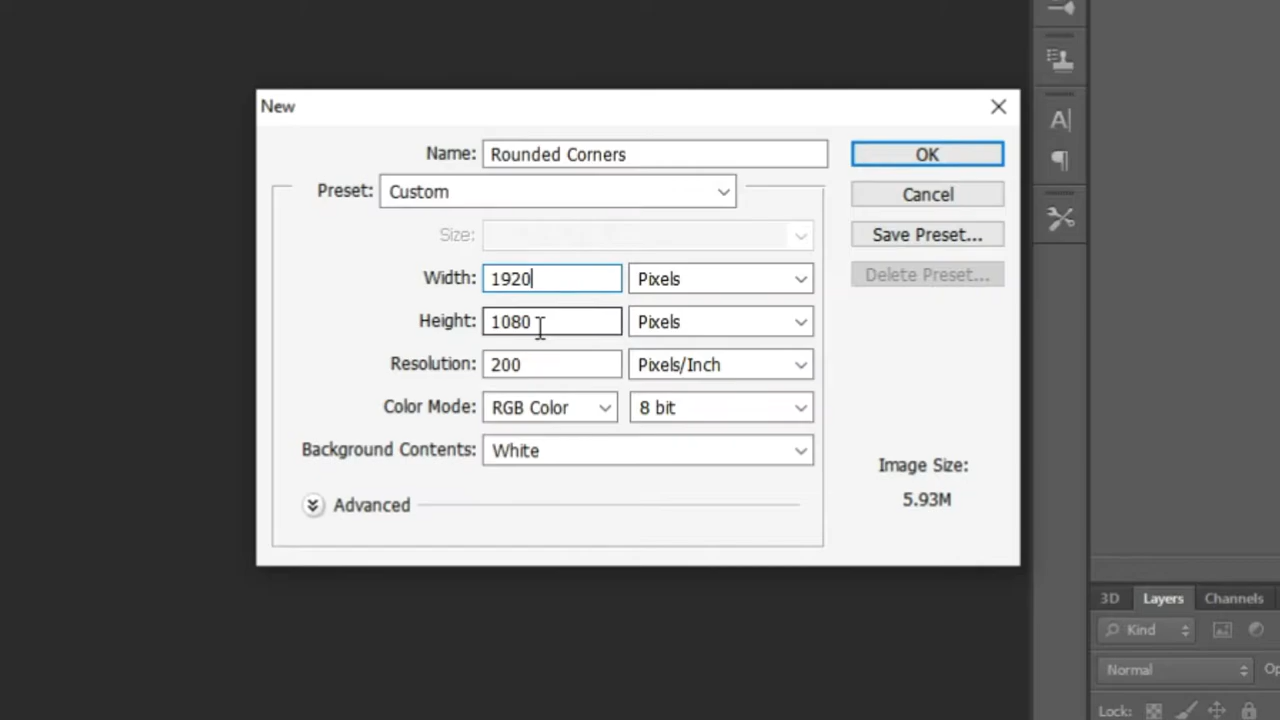 New
Name: Rounded Corners
OK
Preset: Custom
Cancel
Size:
Save Preset...
Width: 1920 Pixels
Delete Preset...
Height: 1080 Pixels
Resolution: 200 Pixels/Inch
Color Mode: RGB Color 8 bit
Background Contents: White
Image Size:
5.93M
Advanced
A|
3D Layers Channels
Kind
Normal Op
Lock: